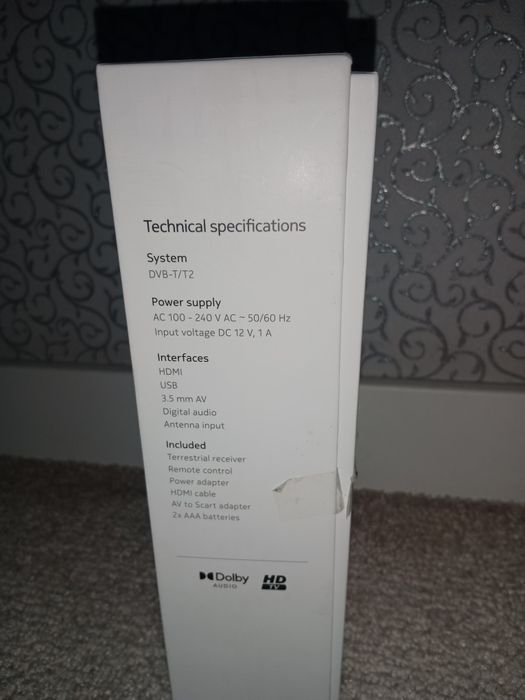 Technical specifications
System
DVB-T/T2
Power supply
AC 100 - 240 V AC ~ 50/60 Hz
Input voltage DC 12 V, 1 A
Interfaces
HDMI
USB
3.5 mm AV
Digital audio
Antenna input
Included
Terrestrial receiver
Remote control
Power adapter
HDMI cable
AV to Scart adapter
2x AAA batteries
Dolby
AUDIO
HD
TV